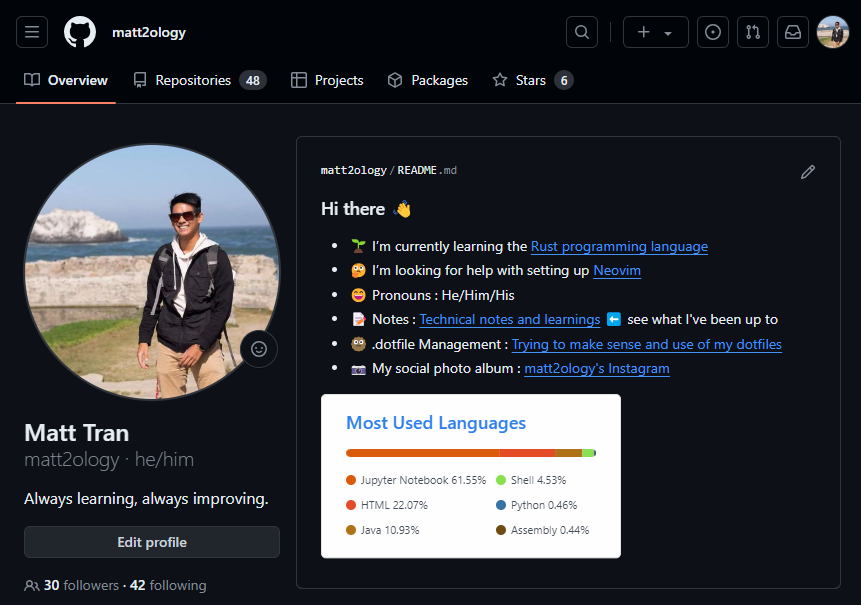 matt2ology
Overview Repositories 48 Projects Packages Stars 6
matt2ology/README.md
Hi there 👋
🌱 I’m currently learning the Rust programming language
🤔 I’m looking for help with setting up Neovim
😄 Pronouns : He/Him/His
📝 Notes : Technical notes and learnings ⬅️ see what I've been up to
.dotfile Management : Trying to make sense and use of my dotfiles
📷 My social photo album : matt2ology's Instagram
Most Used Languages
Jupyter Notebook 61.55% Shell 4.53%
HTML 22.07% Python 0.46%
Java 10.93% Assembly 0.44%
Matt Tran
matt2ology · he/him
Always learning, always improving.
Edit profile
30 followers · 42 following